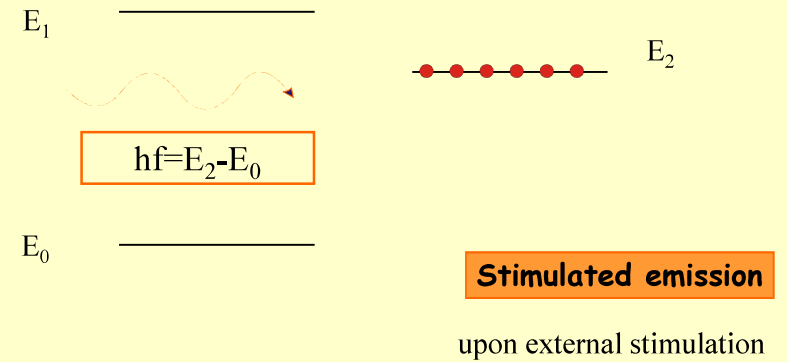 E₁
E₂
hf=E₂-E₀
E₀
Stimulated emission
upon external stimulation